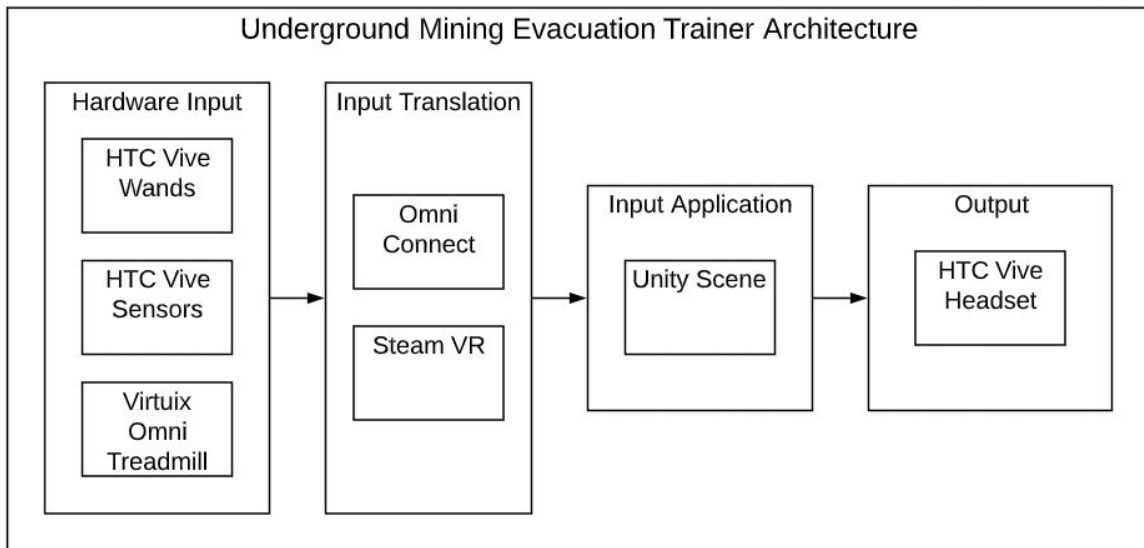 Underground Mining Evacuation Trainer Architecture
Hardware Input
HTC Vive
Wands
HTC Vive
Sensors
Virtuix
Omni
Treadmill
Input Translation
Omni
Connect
Steam VR
Input Application
Unity Scene
Output
HTC Vive
Headset